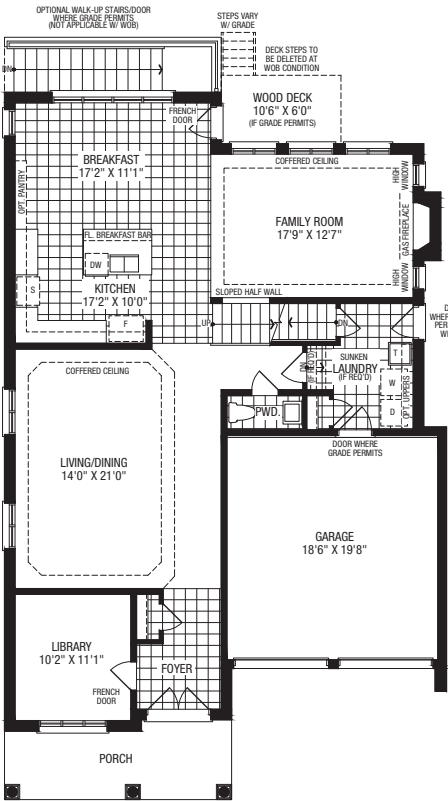 OPTIONAL WALK-UP STAIRS/DOOR
WHERE GRADE PERMITS
(NOT APPLICABLE W/ WOB)
STEPS VARY
W/ GRADE
DN
DECK STEPS TO
BE DELETED AT
WOB CONDITION
WOOD DECK
10'6" X 6'0"
(IF GRADE PERMITS)
FRENCH
DOOR
BREAKFAST
17'2" X 11'1"
COFFERED CEILING
HIGH
WINDOW
OPT. PANTRY
FAMILY ROOM
17'9" X 12'7"
GAS FIREPLACE
FL. BREAKFAST BAR
DW
S
KITCHEN
17'2" X 10'0"
HIGH
WINDOW
SLOPED HALF WALL
F
UP
DN
D
WHER
PER
W
COFFERED CEILING
DN
(IF REQ'D)
SUNKEN
LAUNDRY
(IF REQ'D)
T
W
D
OPT. UPPERS
PWD.
DOOR WHERE
GRADE PERMITS
LIVING/DINING
14'0" X 21'0"
GARAGE
18'6" X 19'8"
LIBRARY
10'2" X 11'1"
FOYER
FRENCH
DOOR
PORCH